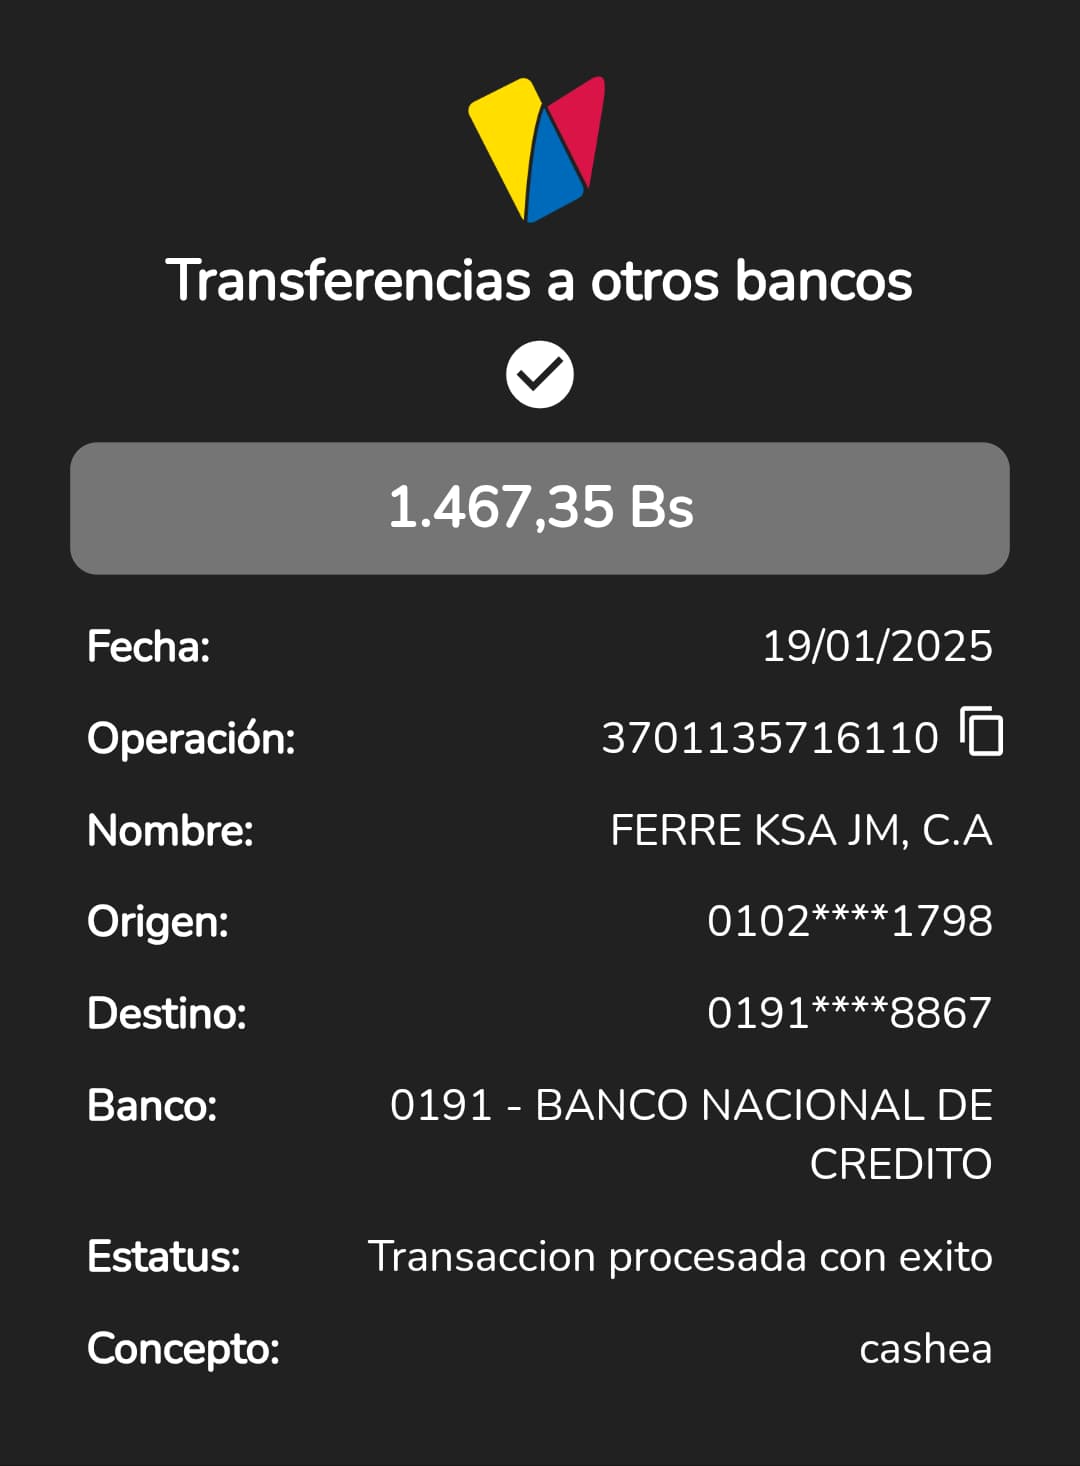 Transferencias a otros bancos
1.467,35 Bs
Fecha: 19/01/2025
Operación: 3701135716110
Nombre: FERRE KSA JM, C.A
Origen: 0102****1798
Destino: 0191****8867
Banco: 0191 - BANCO NACIONAL DE
CREDITO
Estatus: Transaccion procesada con exito
Concepto: cashea